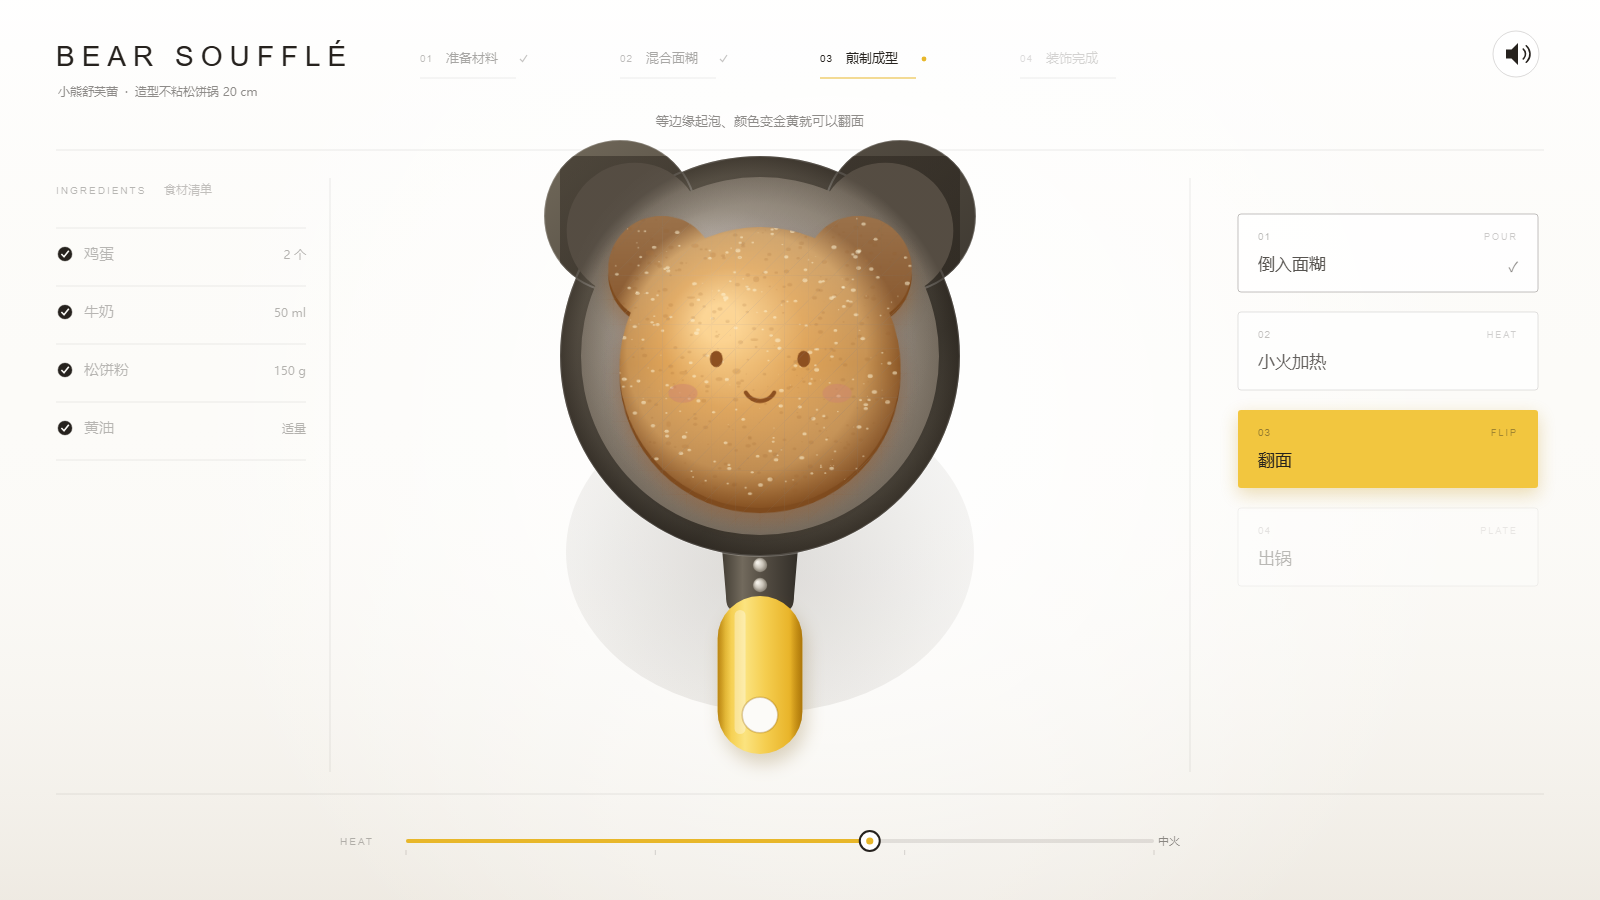 BEAR SOUFFLÉ
小熊舒芙蕾 · 造型不粘松饼锅 20 cm
01 准备材料 ✓
02 混合面糊 ✓
03 煎制成型
04 装饰完成
等边缘起泡、颜色变金黄就可以翻面
INGREDIENTS 食材清单
鸡蛋 2 个
牛奶 50 ml
松饼粉 150 g
黄油 适量
01 POUR
倒入面糊 ✓
02 HEAT
小火加热
03 FLIP
翻面
04 PLATE
出锅
HEAT 中火